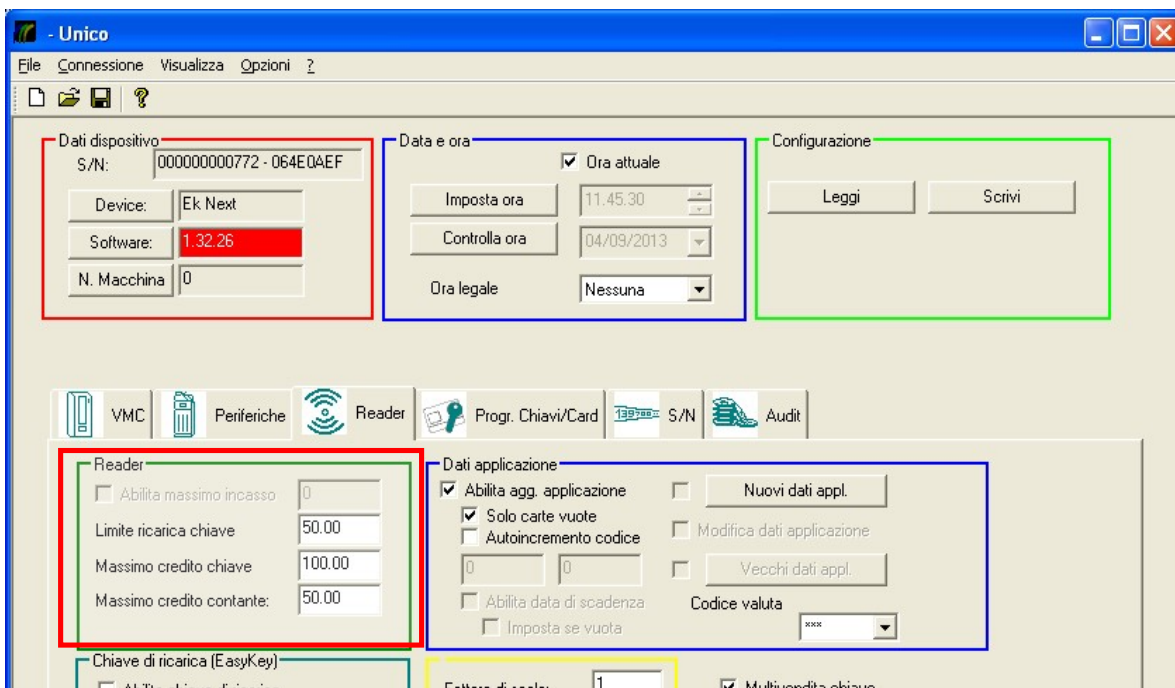 - Unico
File Connessione Visualizza Opzioni ?
Dati dispositivo
S/N: 000000000772 - 064E0AEF
Device: Ek Next
Software: 1.32.26
N. Macchina 0
Data e ora
Ora attuale
Imposta ora 11.45.30
Controlla ora 04/09/2013
Ora legale Nessuna
Configurazione
Leggi Scrivi
VMC Periferiche Reader Progr. Chiavi/Card S/N Audit
Reader
Abilita massimo incasso 0
Limite ricarica chiave 50.00
Massimo credito chiave 100.00
Massimo credito contante: 50.00
Dati applicazione
Abilita agg. applicazione Nuovi dati appl.
Solo carte vuote
Autoincremento codice Modifica dati applicazione
0 0 Vecchi dati appl.
Abilita data di scadenza Codice valuta
Imposta se vuota ***
Chiave di ricarica (EasyKey)
Abilita chiave di ricarica
Fattore di scala: 1
Multivendita chiave